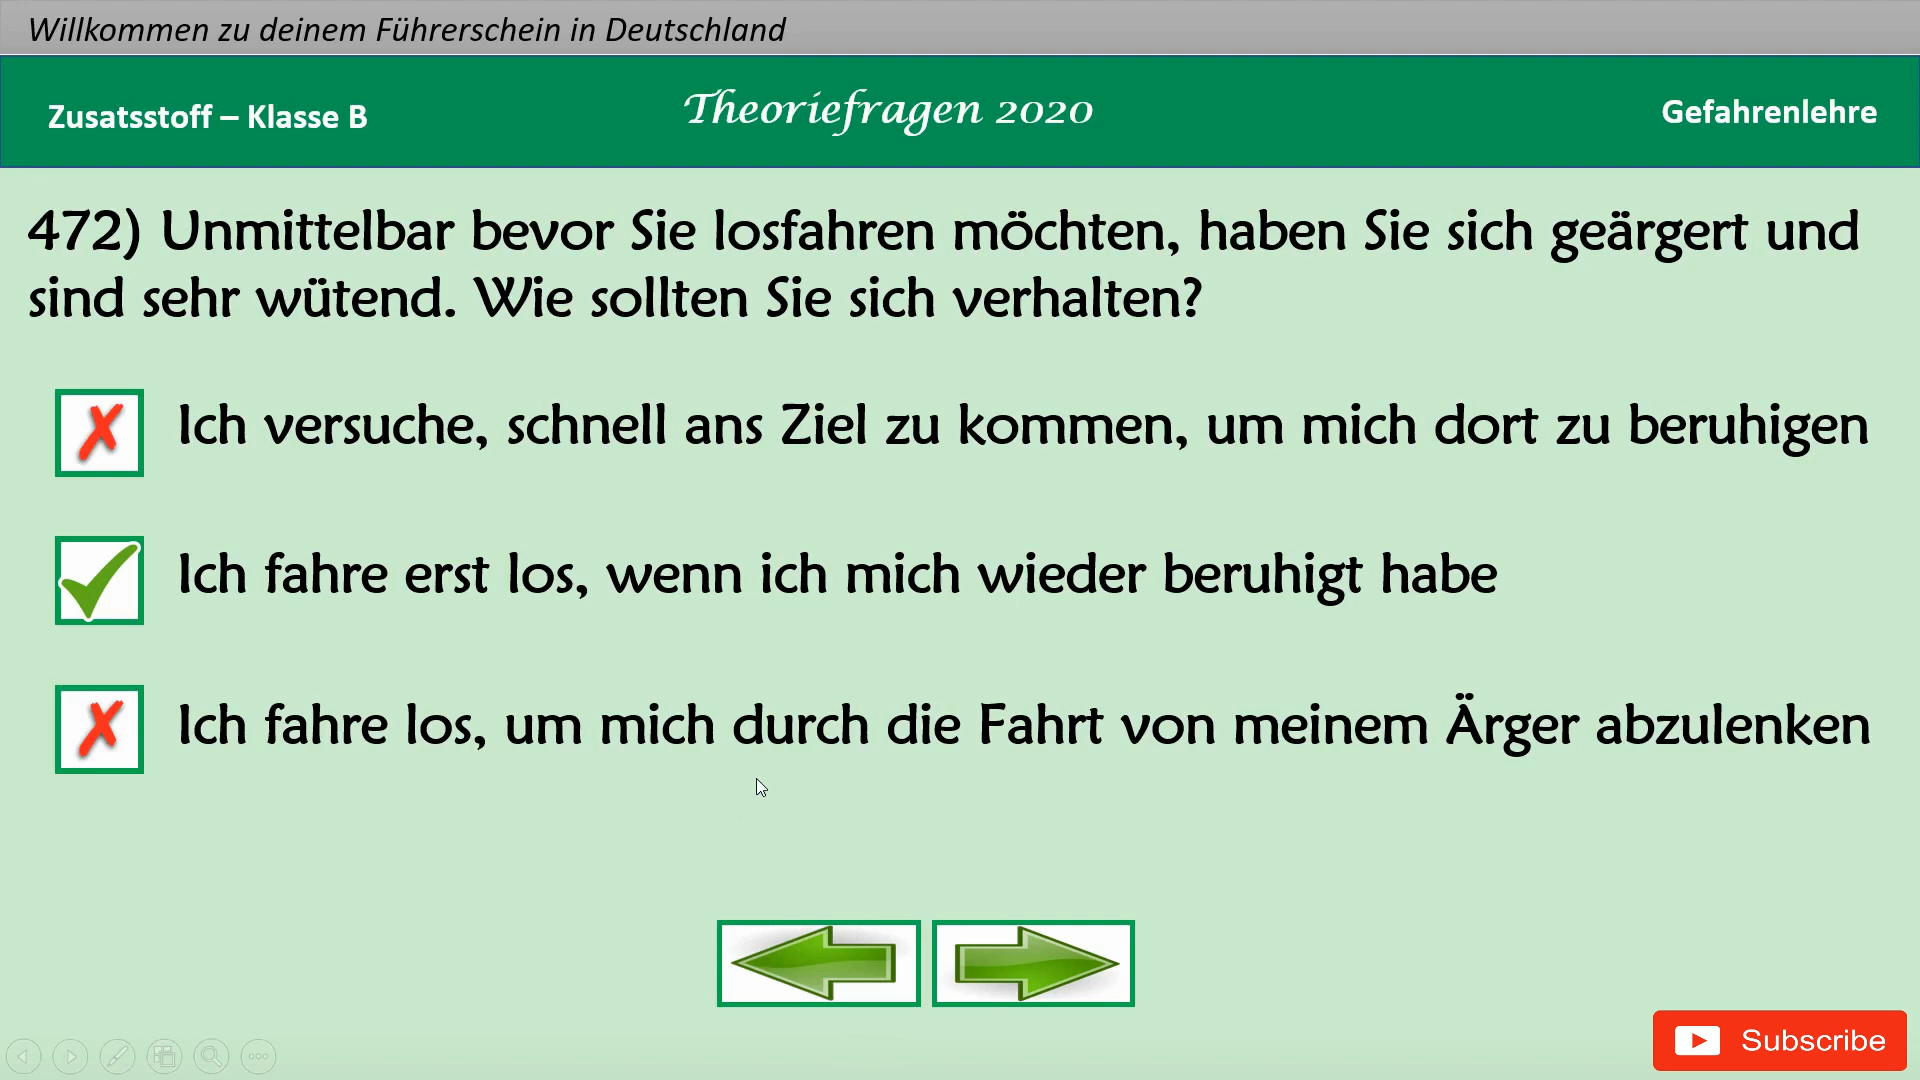 Willkommen zu deinem Führerschein in Deutschland
Zusatsstoff – Klasse B
Theoriefragen 2020
Gefahrenlehre
472) Unmittelbar bevor Sie losfahren möchten, haben Sie sich geärgert und
sind sehr wütend. Wie sollten Sie sich verhalten?
Ich versuche, schnell ans Ziel zu kommen, um mich dort zu beruhigen
Ich fahre erst los, wenn ich mich wieder beruhigt habe
Ich fahre los, um mich durch die Fahrt von meinem Ärger abzulenken
Subscribe